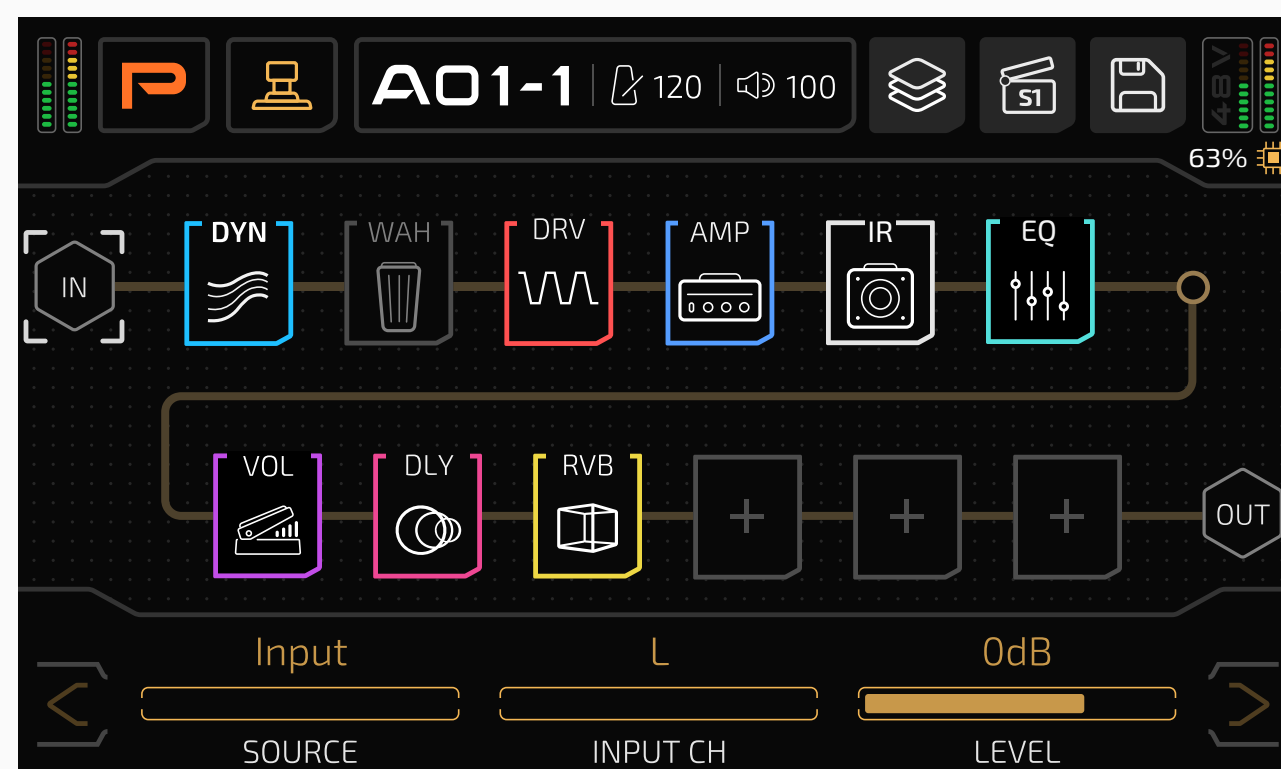 A01-1 120 100 S1 48V
63%
IN DYN WAH DRV AMP IR EQ
VOL DLY RVB OUT
Input L 0dB
SOURCE INPUT CH LEVEL